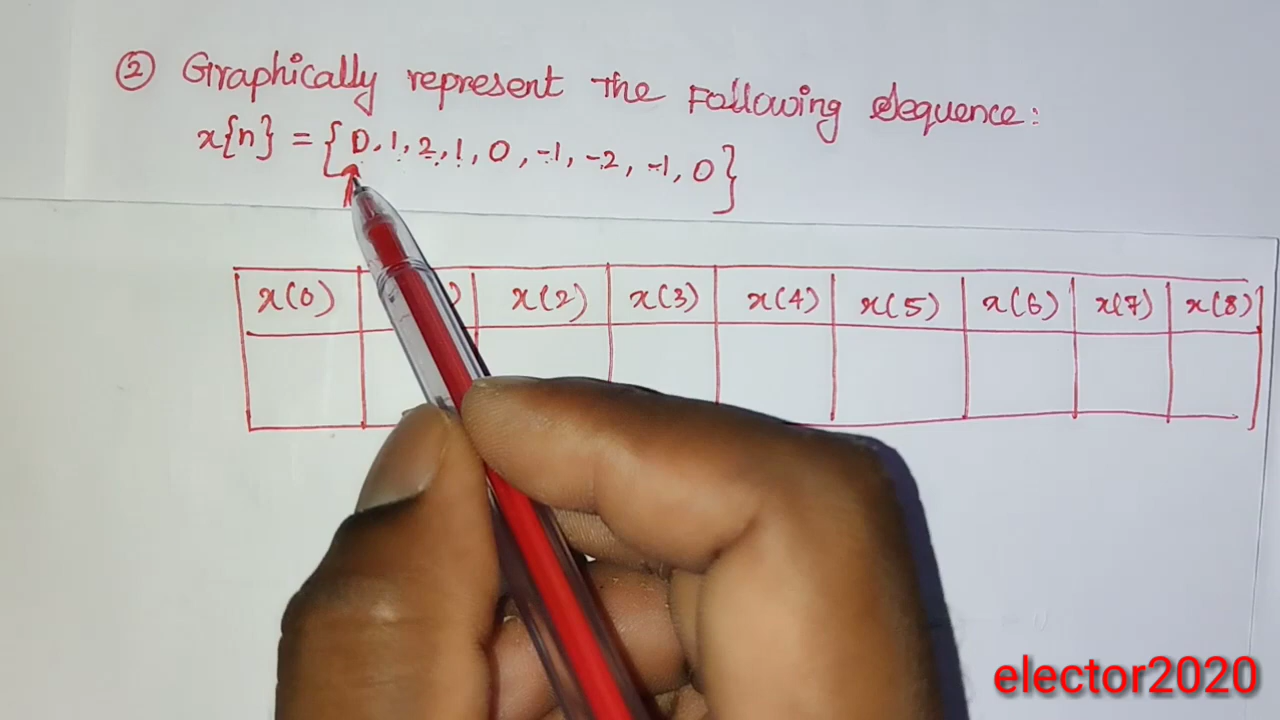 ② Graphically represent the Following Sequence:
x{n} = { 0, 1, 2, 1, 0, -1, -2, -1, 0 }
x(0) ) x(2) x(3) x(4) x(5) x(6) x(7) x(8)
elector2020